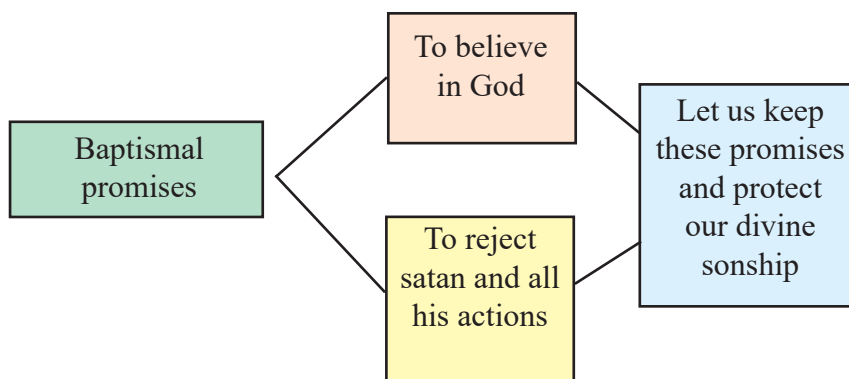 Baptismal
promises
To believe
in God
To reject
satan and all
his actions
Let us keep
these promises
and protect
our divine
sonship